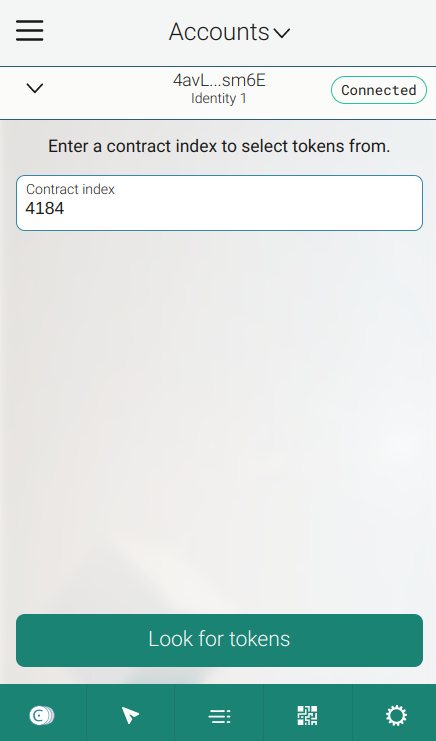 Accounts
4avL...sm6E
Identity 1
Connected
Enter a contract index to select tokens from.
Contract index
4184
Look for tokens